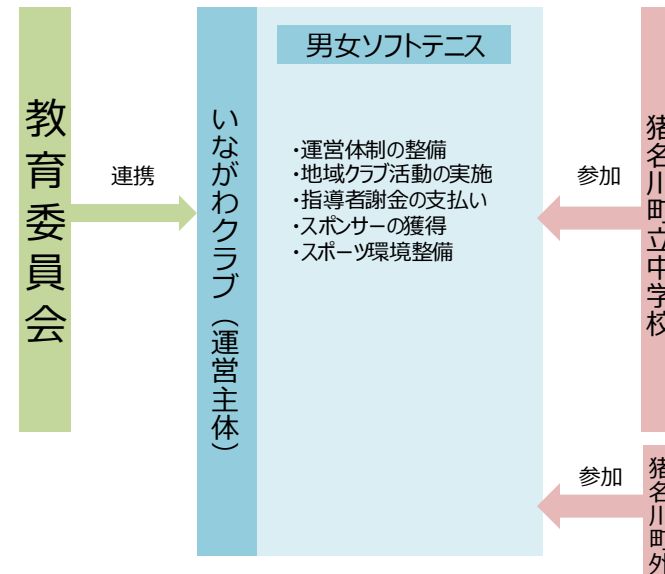 教育委員会
連携
いながわクラブ（運営主体）
男女ソフトテニス
・運営体制の整備
・地域クラブ活動の実施
・指導者謝金の支払い
・スポンサーの獲得
・スポーツ環境整備
参加
猪名川町立中学校
参加
猪名川町外